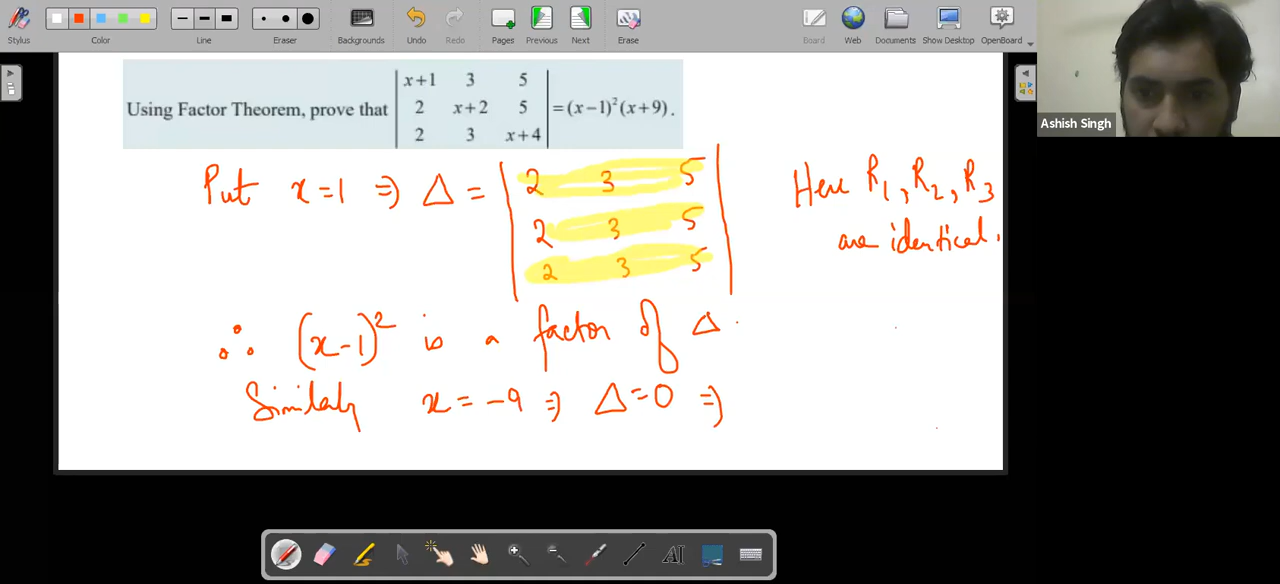 Stylus Color Line Eraser Backgrounds Undo Redo Pages Previous Next Erase Board Web Documents Show Desktop OpenBoard
Ashish Singh
Using Factor Theorem, prove that | x+1 3 5 |
| 2 x+2 5 | = (x−1)²(x+9).
| 2 3 x+4 |
Put x=1 ⇒ Δ = | 2 3 5 |
| 2 3 5 |
| 2 3 5 |
Here R₁, R₂, R₃
are identical.
∴ (x-1)² is a factor of Δ.
Similarly x = -9 ⇒ Δ=0 ⇒
AI